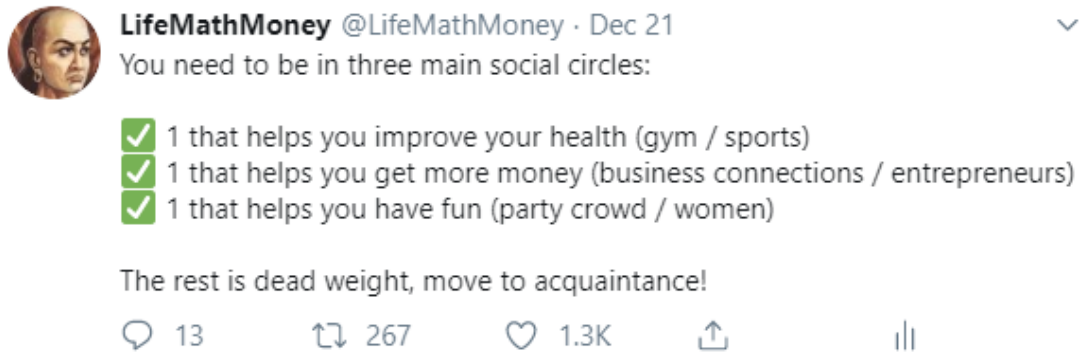 LifeMathMoney @LifeMathMoney · Dec 21
You need to be in three main social circles:
✅ 1 that helps you improve your health (gym / sports)
✅ 1 that helps you get more money (business connections / entrepreneurs)
✅ 1 that helps you have fun (party crowd / women)
The rest is dead weight, move to acquaintance!
13 267 1.3K